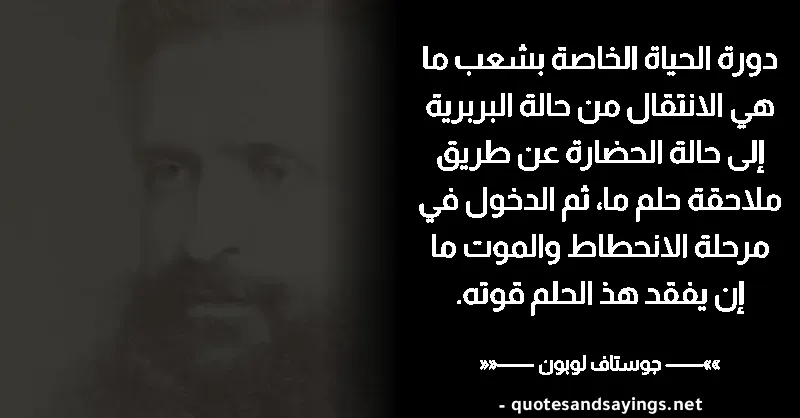 دورة الحياة الخاصة بشعب ما
هي الانتقال من حالة البربرية
إلى حالة الحضارة عن طريق
ملاحقة حلم ما، ثم الدخول في
مرحلة الانحطاط والموت ما
إن يفقد هذ الحلم قوته.
»»—— جوستاف لوبون ——««
- quotesandsayings.net